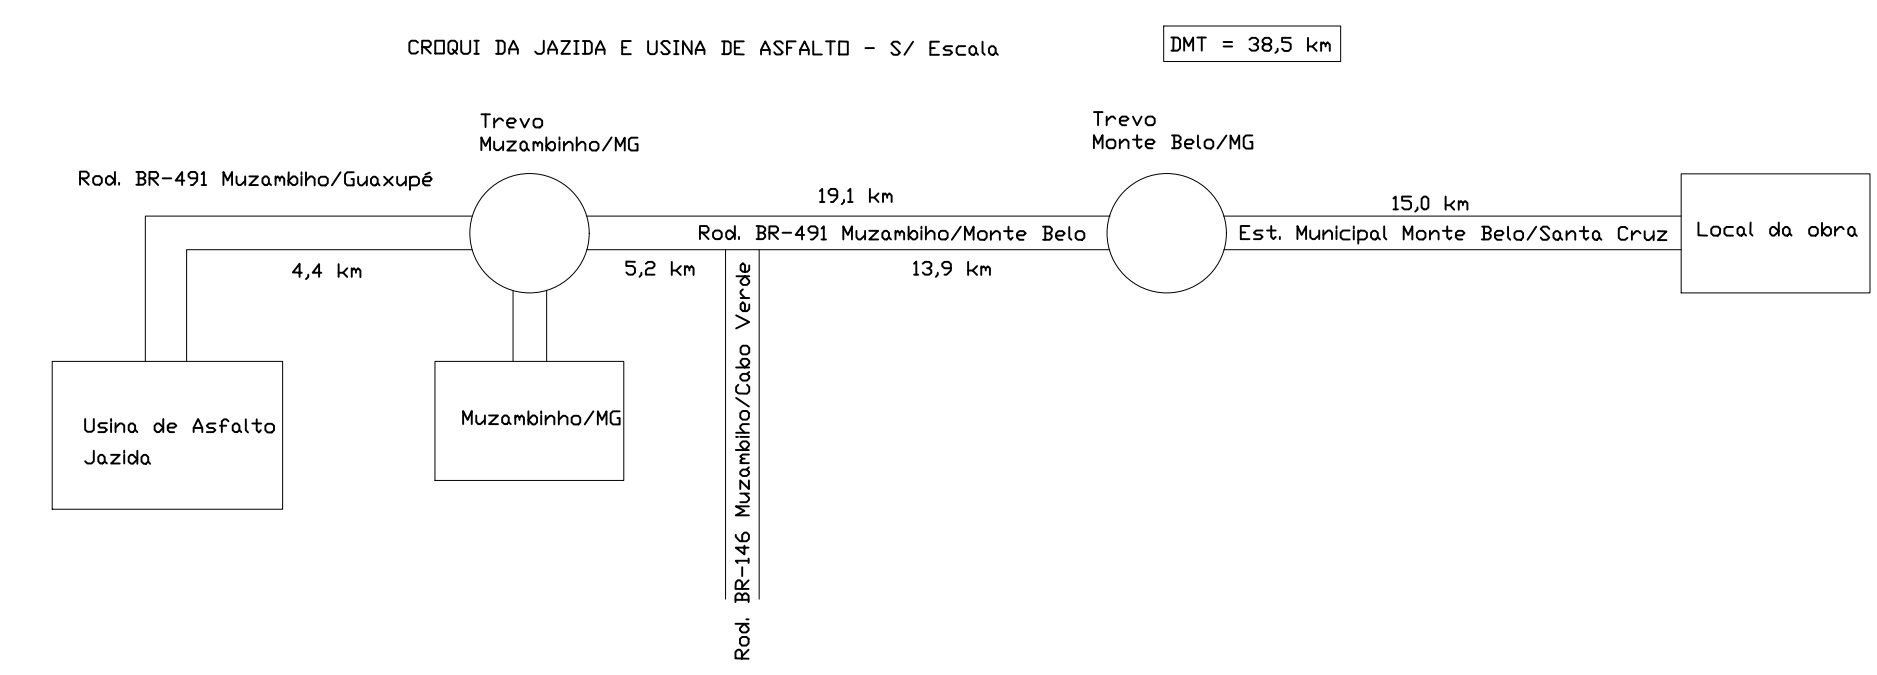 CROQUI DA JAZIDA E USINA DE ASFALTO - S/ Escala
DMT = 38,5 km
Trevo
Muzambinho/MG
Trevo
Monte Belo/MG
Rod. BR-491 Muzambiho/Guaxupé
19,1 km
15,0 km
Rod. BR-491 Muzambiho/Monte Belo
Est. Municipal Monte Belo/Santa Cruz
Local da obra
4,4 km
5,2 km
13,9 km
Rod. BR-146 Muzambiho/Cabo Verde
Usina de Asfalto
Jazida
Muzambinho/MG